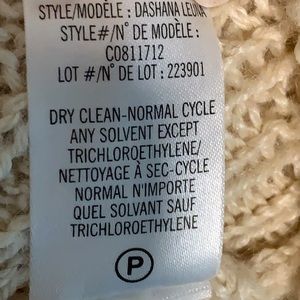 STYLE/MODÈLE: DASHANA LEUNA
STYLE#/N° DE MODÈLE:
C0811712
LOT #/N° DE LOT: 223901
DRY CLEAN-NORMAL CYCLE
ANY SOLVENT EXCEPT
TRICHLOROETHYLENE/
NETTOYAGE À SEC-CYCLE
NORMAL N'IMPORTE
QUEL SOLVANT SAUF
TRICHLOROETHYLENE
P